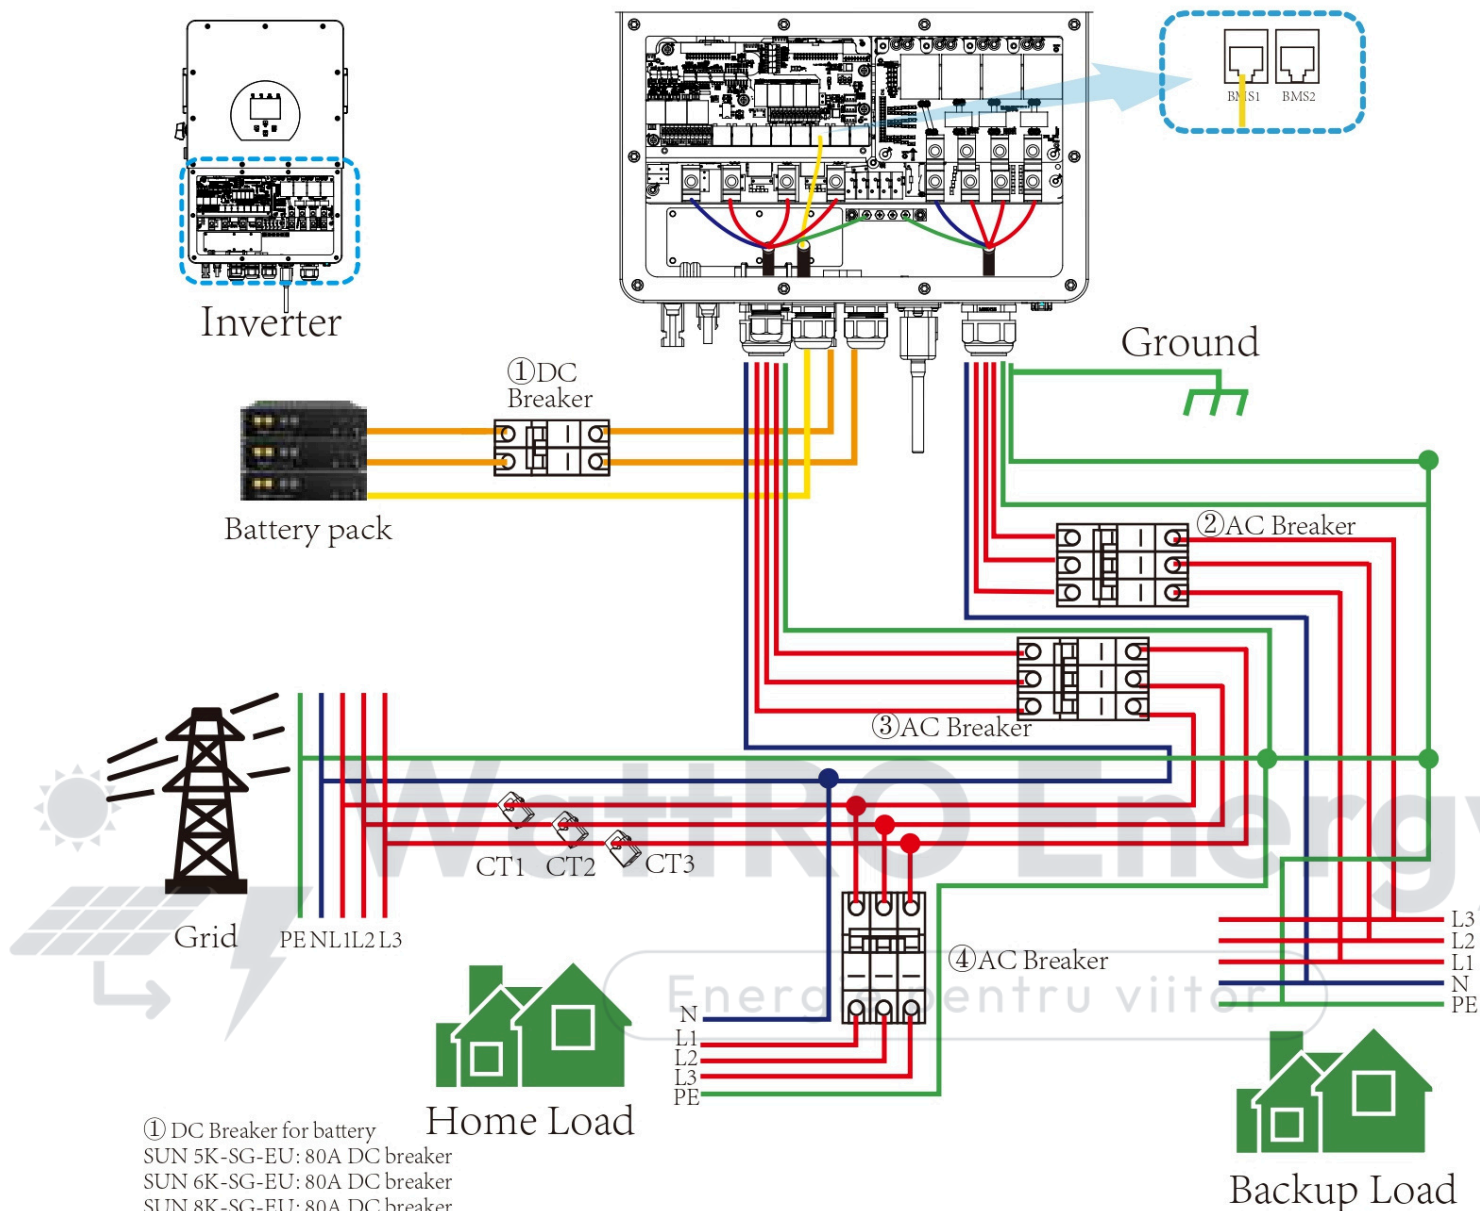 BMS1 BMS2
Inverter
Ground
①DC
Breaker
②AC Breaker
Battery pack
③AC Breaker
WattRO Energy
CT1 CT2 CT3
Grid
PE N L1 L2 L3
④AC Breaker
L3
L2
L1
N
PE
Energie pentru viitor
N
L1
L2
L3
PE
Home Load
Backup Load
① DC Breaker for battery
SUN 5K-SG-EU: 80A DC breaker
SUN 6K-SG-EU: 80A DC breaker
SUN 8K-SG-EU: 80A DC breaker